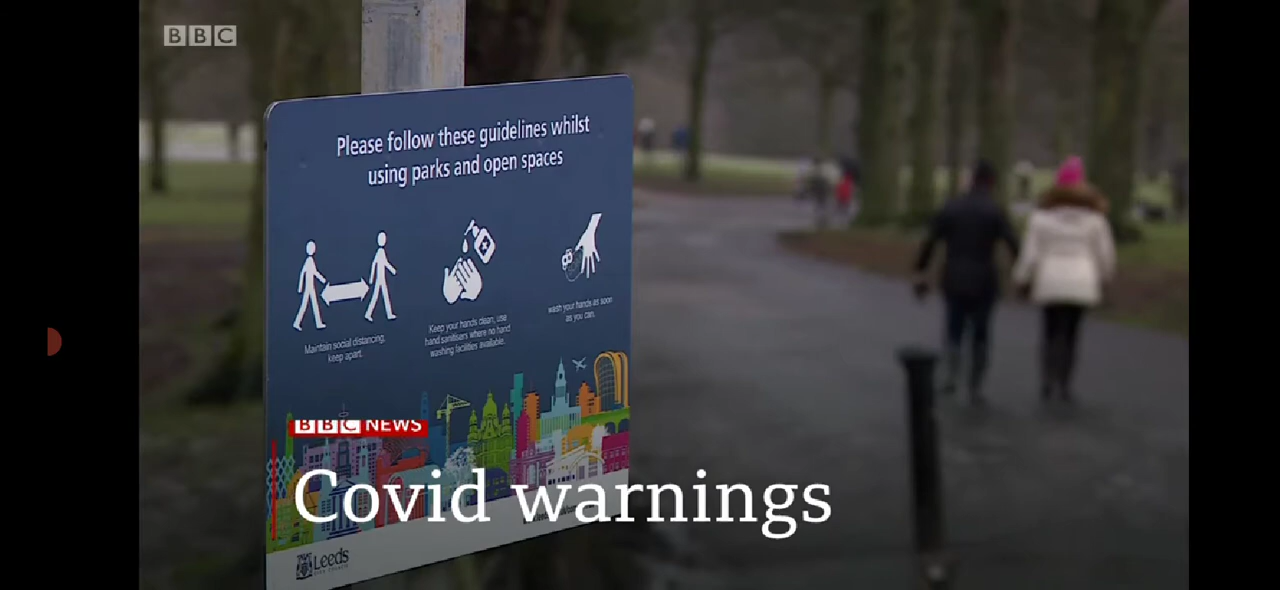 BBC
Please follow these guidelines whilst
using parks and open spaces
Maintain social distancing,
keep apart.
Keep your hands clean, use
hand sanitisers where no hand
washing facilities available.
wash your hands as soon
as you can.
BBC NEWS
Covid warnings
Leeds
CITY COUNCIL